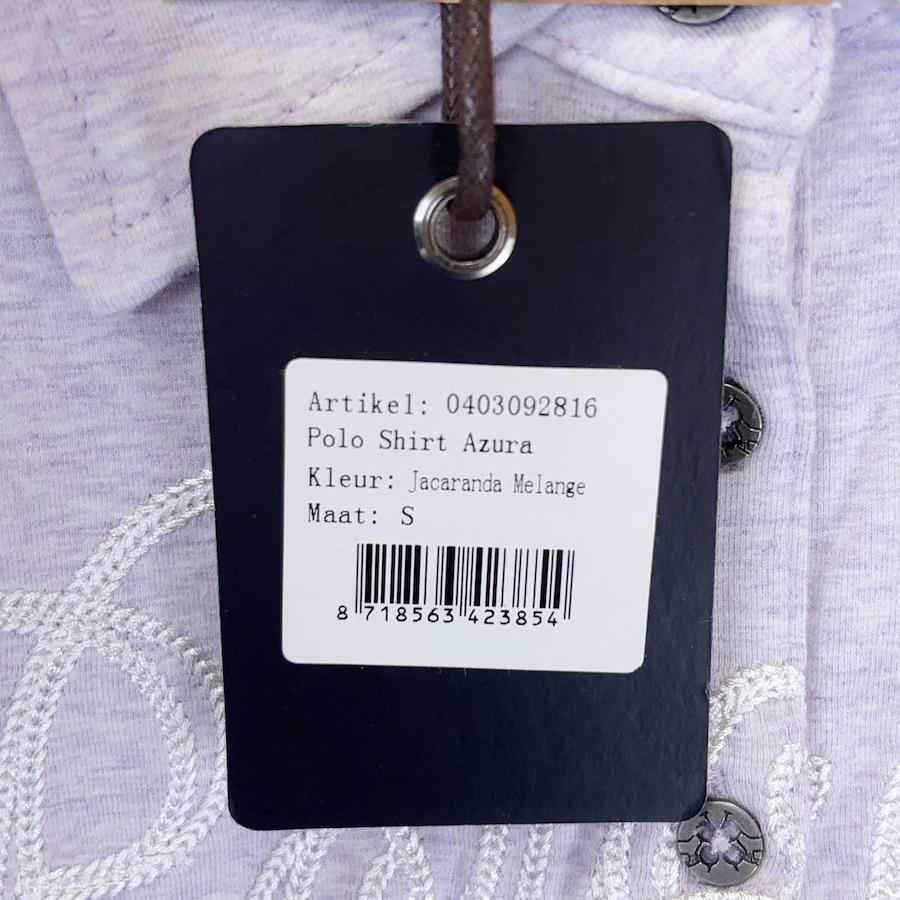 Artikel: 0403092816
Polo Shirt Azura
Kleur: Jacaranda Melange
Maat: S
8 718563 423854